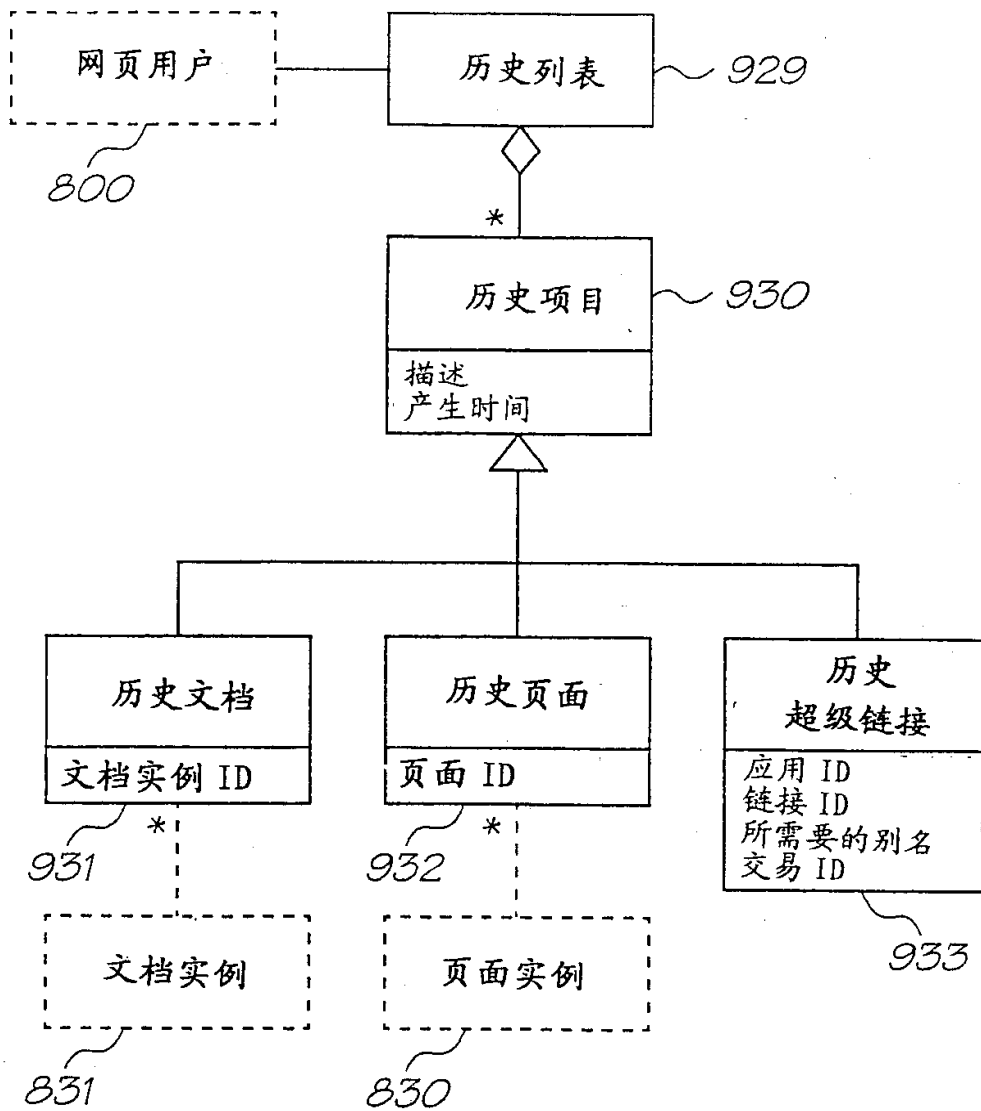 网页用户
历史列表
929
800
*
历史项目
930
描述
产生时间
历史文档
历史页面
历史
超级链接
文档实例 ID
页面 ID
应用 ID
链接 ID
所需要的别名
交易 ID
*
*
931
932
933
文档实例
页面实例
831
830